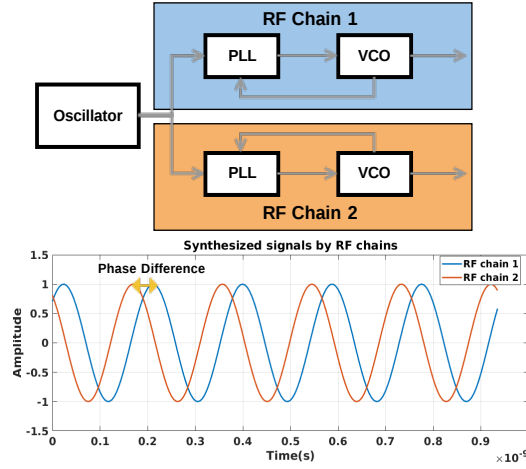 RF Chain 1
PLL
VCO
Oscillator
PLL
VCO
RF Chain 2
Synthesized signals by RF chains
Phase Difference
RF chain 1
RF chain 2
Amplitude
1.5
1
0.5
0
-0.5
-1
-1.5
0 0.1 0.2 0.3 0.4 0.5 0.6 0.7 0.8 0.9 1
Time(s)